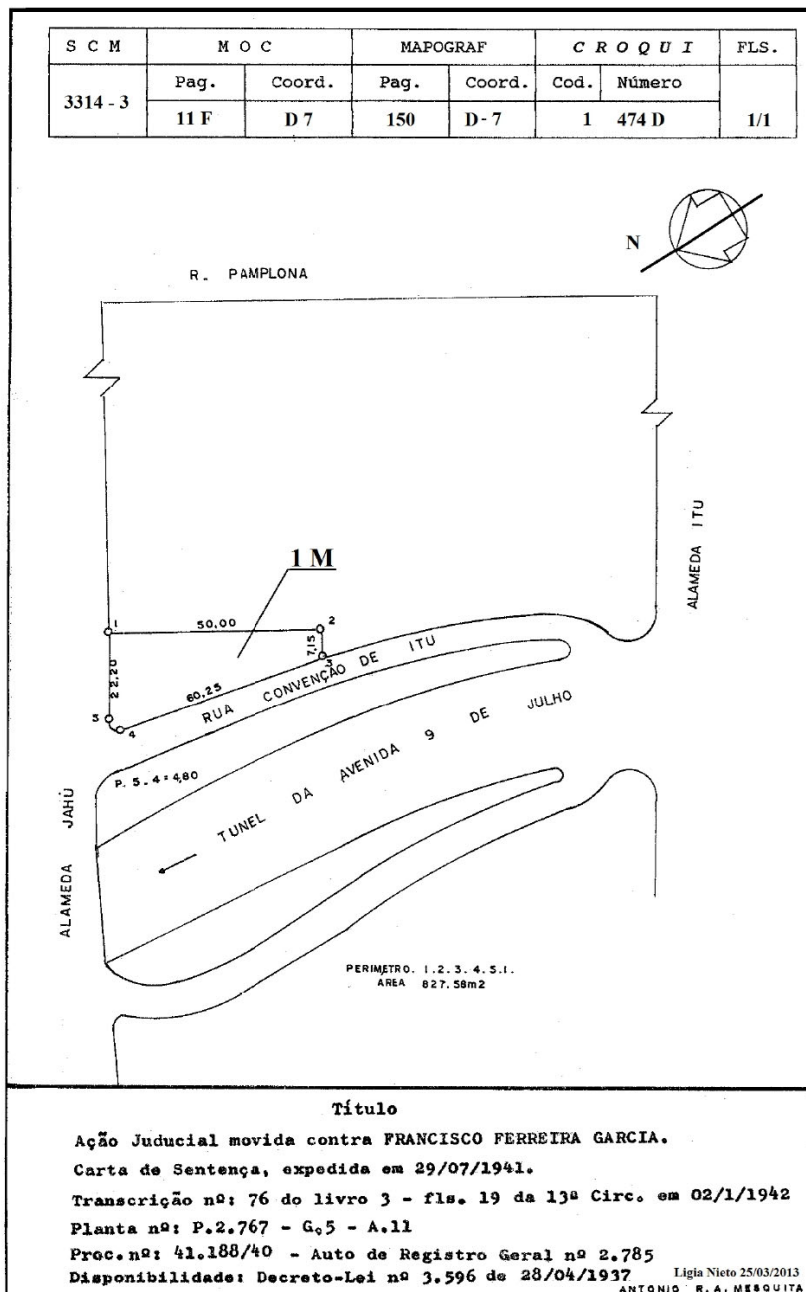 S C M M O C MAPOGRAF C R O Q U I FLS.
3314 - 3 Pag. Coord. Pag. Coord. Cod. Número
11 F D 7 150 D - 7 1 474 D 1/1
N
R. PAMPLONA
ALAMEDA ITU
1 M
1 50,00 2
7,15
3
22,20
60,25
RUA CONVENÇÃO DE ITU
5
4
P. 5.4 = 4,80
TUNEL DA AVENIDA 9 DE JULHO
ALAMEDA JAHÚ
PERIMETRO. 1.2.3.4.5.1.
AREA 827.58m2
Título
Ação Juducial movida contra FRANCISCO FERREIRA GARCIA.
Carta de Sentença, expedida em 29/07/1941.
Transcrição nº: 76 do livro 3 - fls. 19 da 13ª Circ. em 02/1/1942
Planta nº: P.2.767 - G.5 - A.11
Proc.nº: 41.188/40 - Auto de Registro Geral nº 2.785
Disponibilidade: Decreto-Lei nº 3.596 de 28/04/1937 Ligia Nieto 25/03/2013
ANTONIO R. A. MESQUITA